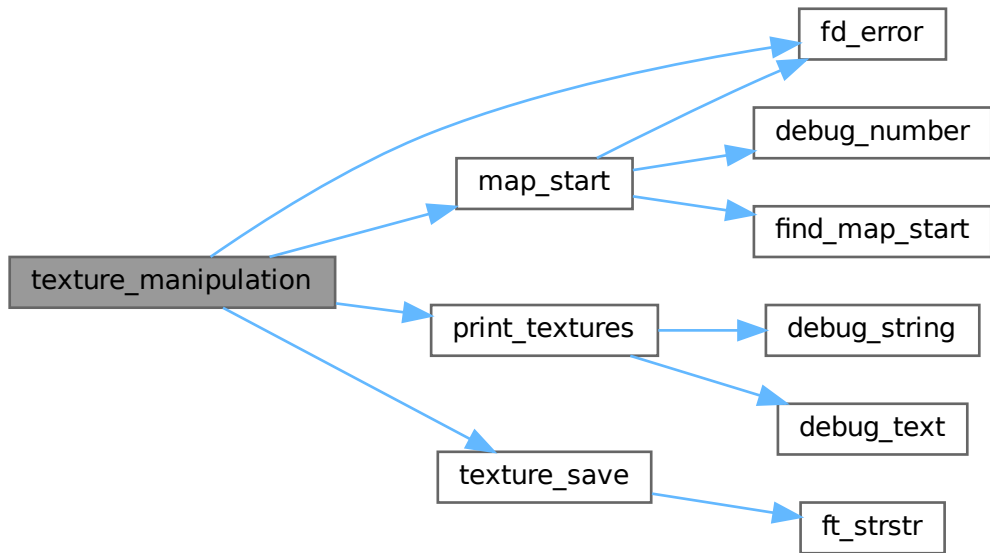 fd_error
debug_number
map_start
find_map_start
texture_manipulation
print_textures
debug_string
debug_text
texture_save
ft_strstr